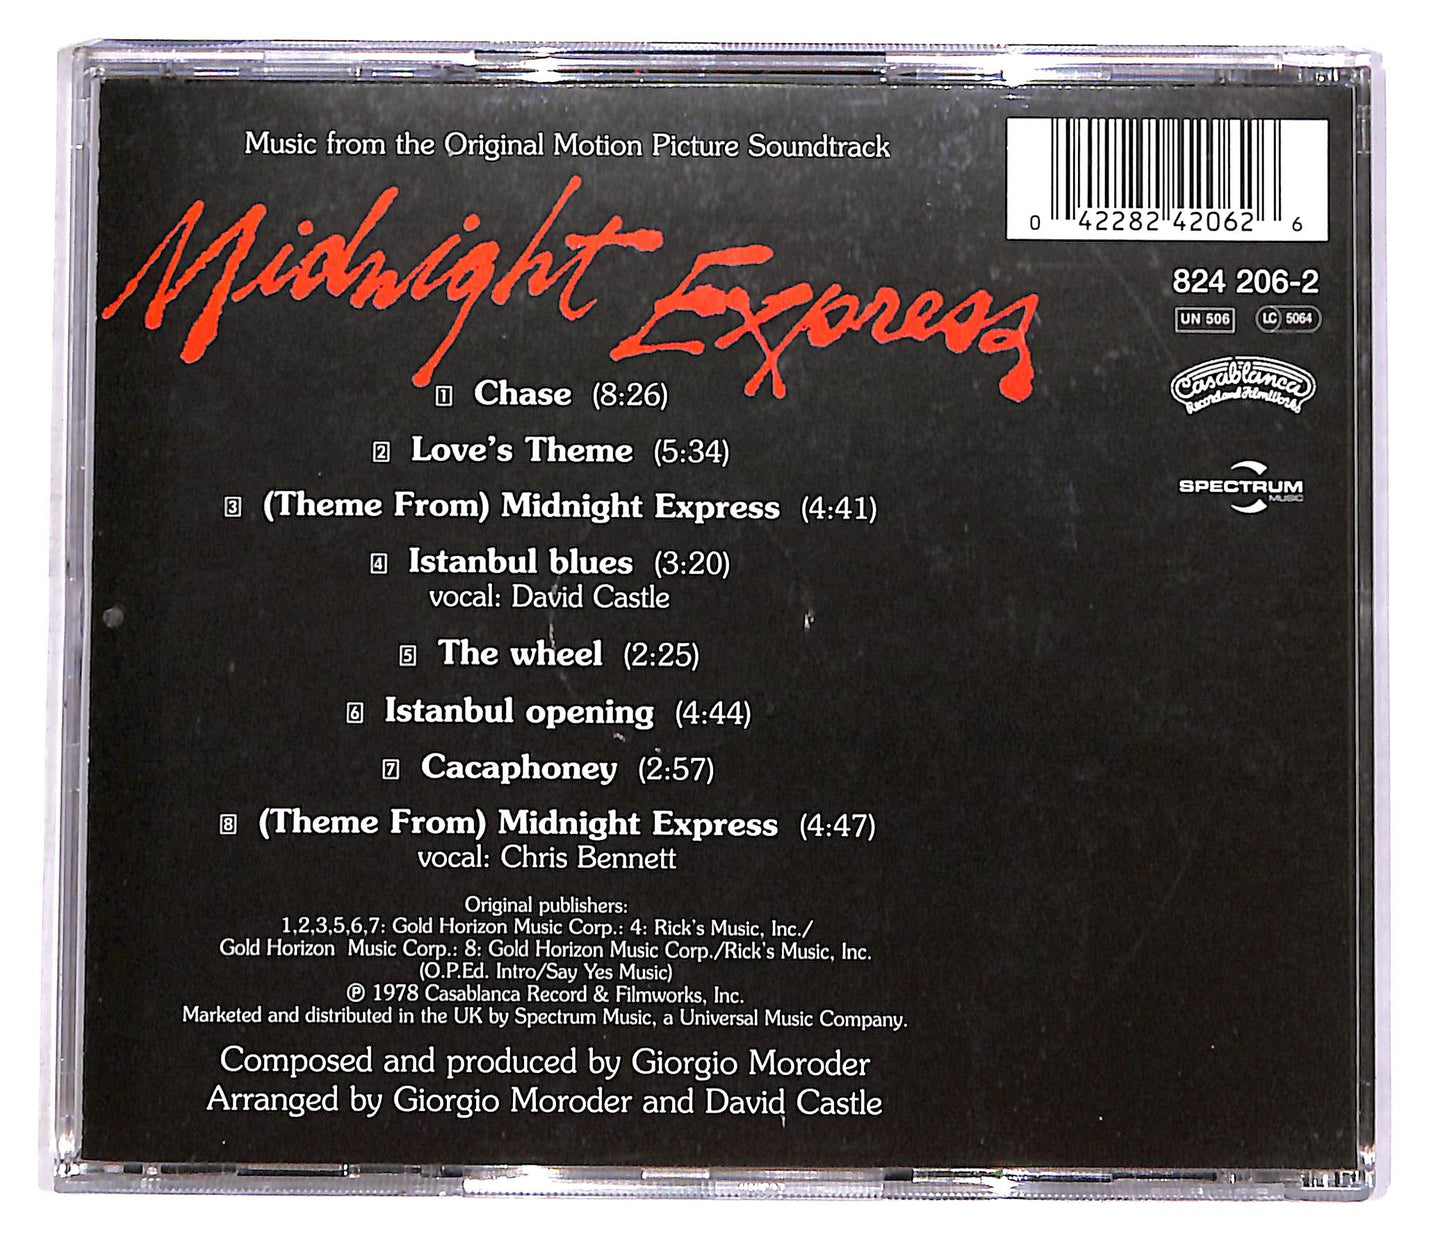 Music from the Original Motion Picture Soundtrack
Midnight Express
0 42282 42062 6
824 206-2
UN 506 LC 5064
Casablanca
Record and FilmWorks
SPECTRUM
MUSIC
1 Chase (8:26)
2 Love's Theme (5:34)
3 (Theme From) Midnight Express (4:41)
4 Istanbul blues (3:20)
vocal: David Castle
5 The wheel (2:25)
6 Istanbul opening (4:44)
7 Cacaphoney (2:57)
8 (Theme From) Midnight Express (4:47)
vocal: Chris Bennett
Original publishers:
1,2,3,5,6,7: Gold Horizon Music Corp.: 4: Rick's Music, Inc./
Gold Horizon Music Corp.: 8: Gold Horizon Music Corp./Rick's Music, Inc.
(O.P.Ed. Intro/Say Yes Music)
℗ 1978 Casablanca Record & Filmworks, Inc.
Marketed and distributed in the UK by Spectrum Music, a Universal Music Company.
Composed and produced by Giorgio Moroder
Arranged by Giorgio Moroder and David Castle